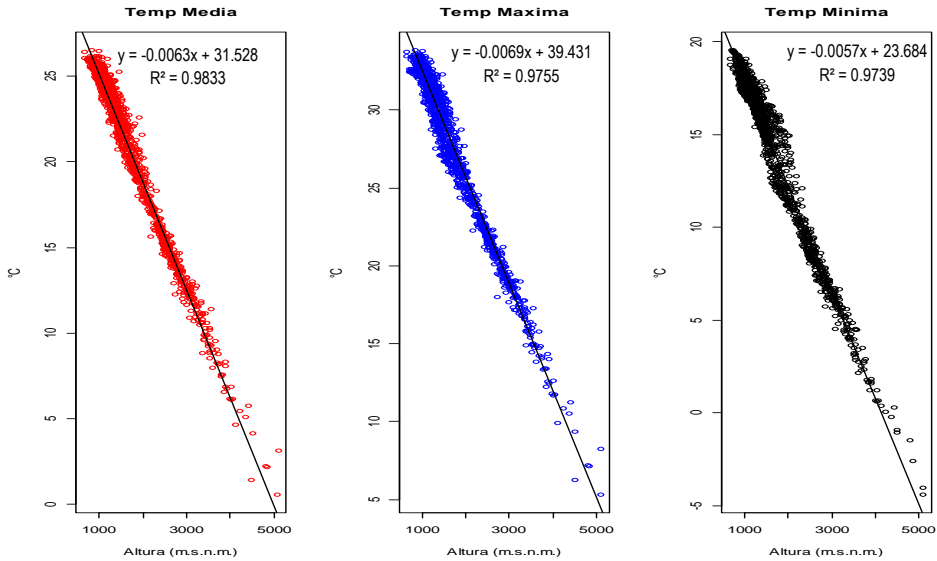 Temp Media
y = -0.0063x + 31.528
R² = 0.9833
25
20
15
10
5
0
°C
1000
3000
5000
Altura (m.s.n.m.)
Temp Maxima
y = -0.0069x + 39.431
R² = 0.9755
30
25
20
15
10
5
°C
1000
3000
5000
Altura (m.s.n.m.)
Temp Minima
y = -0.0057x + 23.684
R² = 0.9739
20
15
10
5
0
-5
°C
1000
3000
5000
Altura (m.s.n.m.)